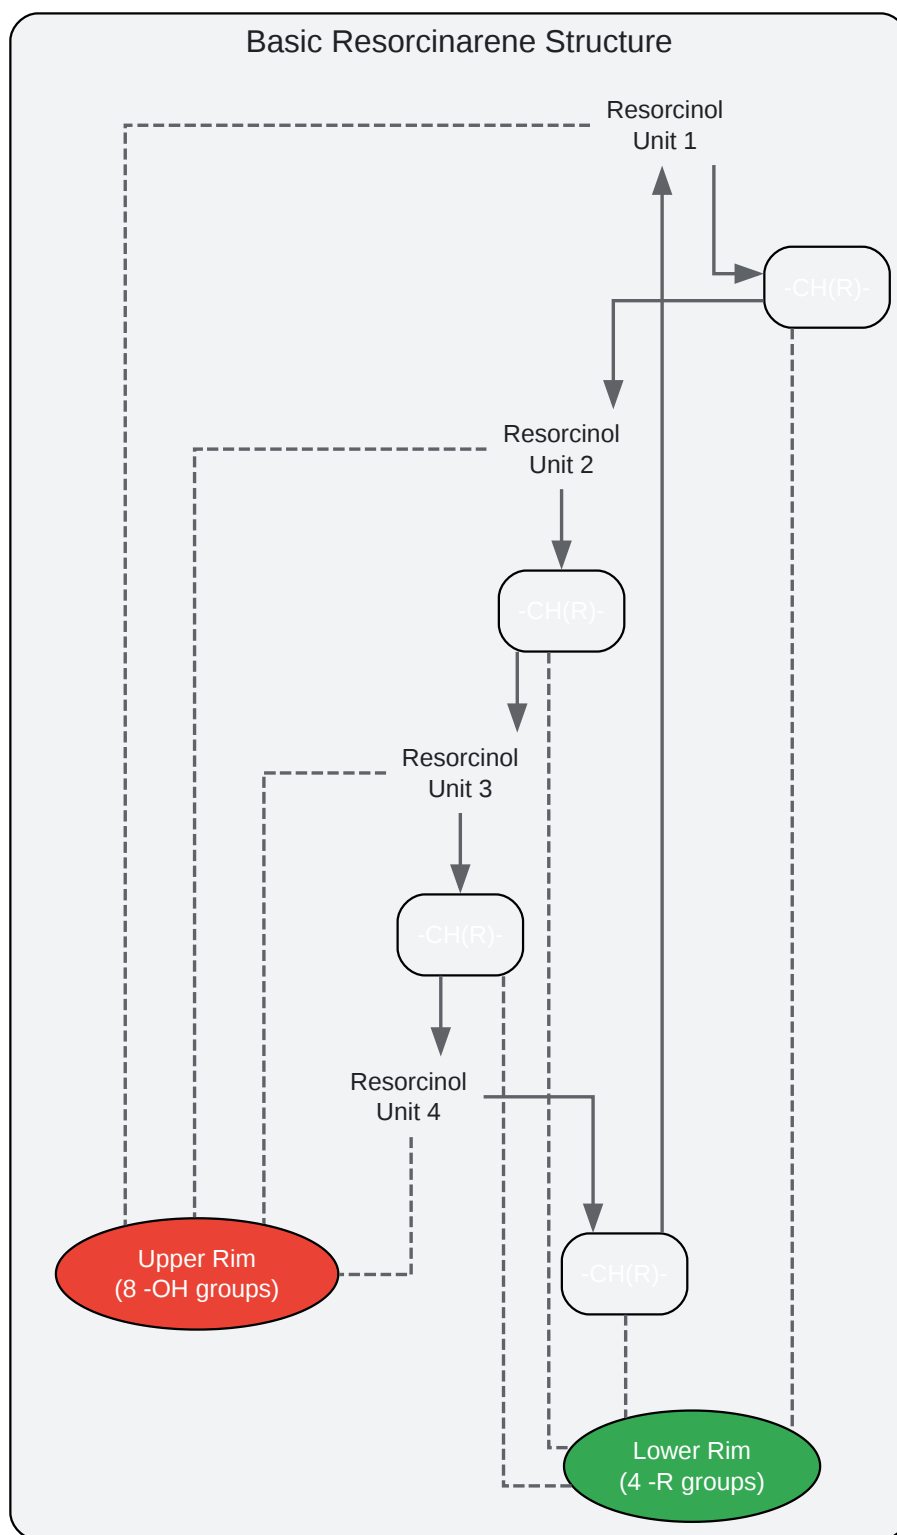 Basic Resorcinarene Structure
Resorcinol
Unit 1
-CH(R)-
Resorcinol
Unit 2
-CH(R)-
Resorcinol
Unit 3
-CH(R)-
Resorcinol
Unit 4
Upper Rim
(8 -OH groups)
-CH(R)-
Lower Rim
(4 -R groups)